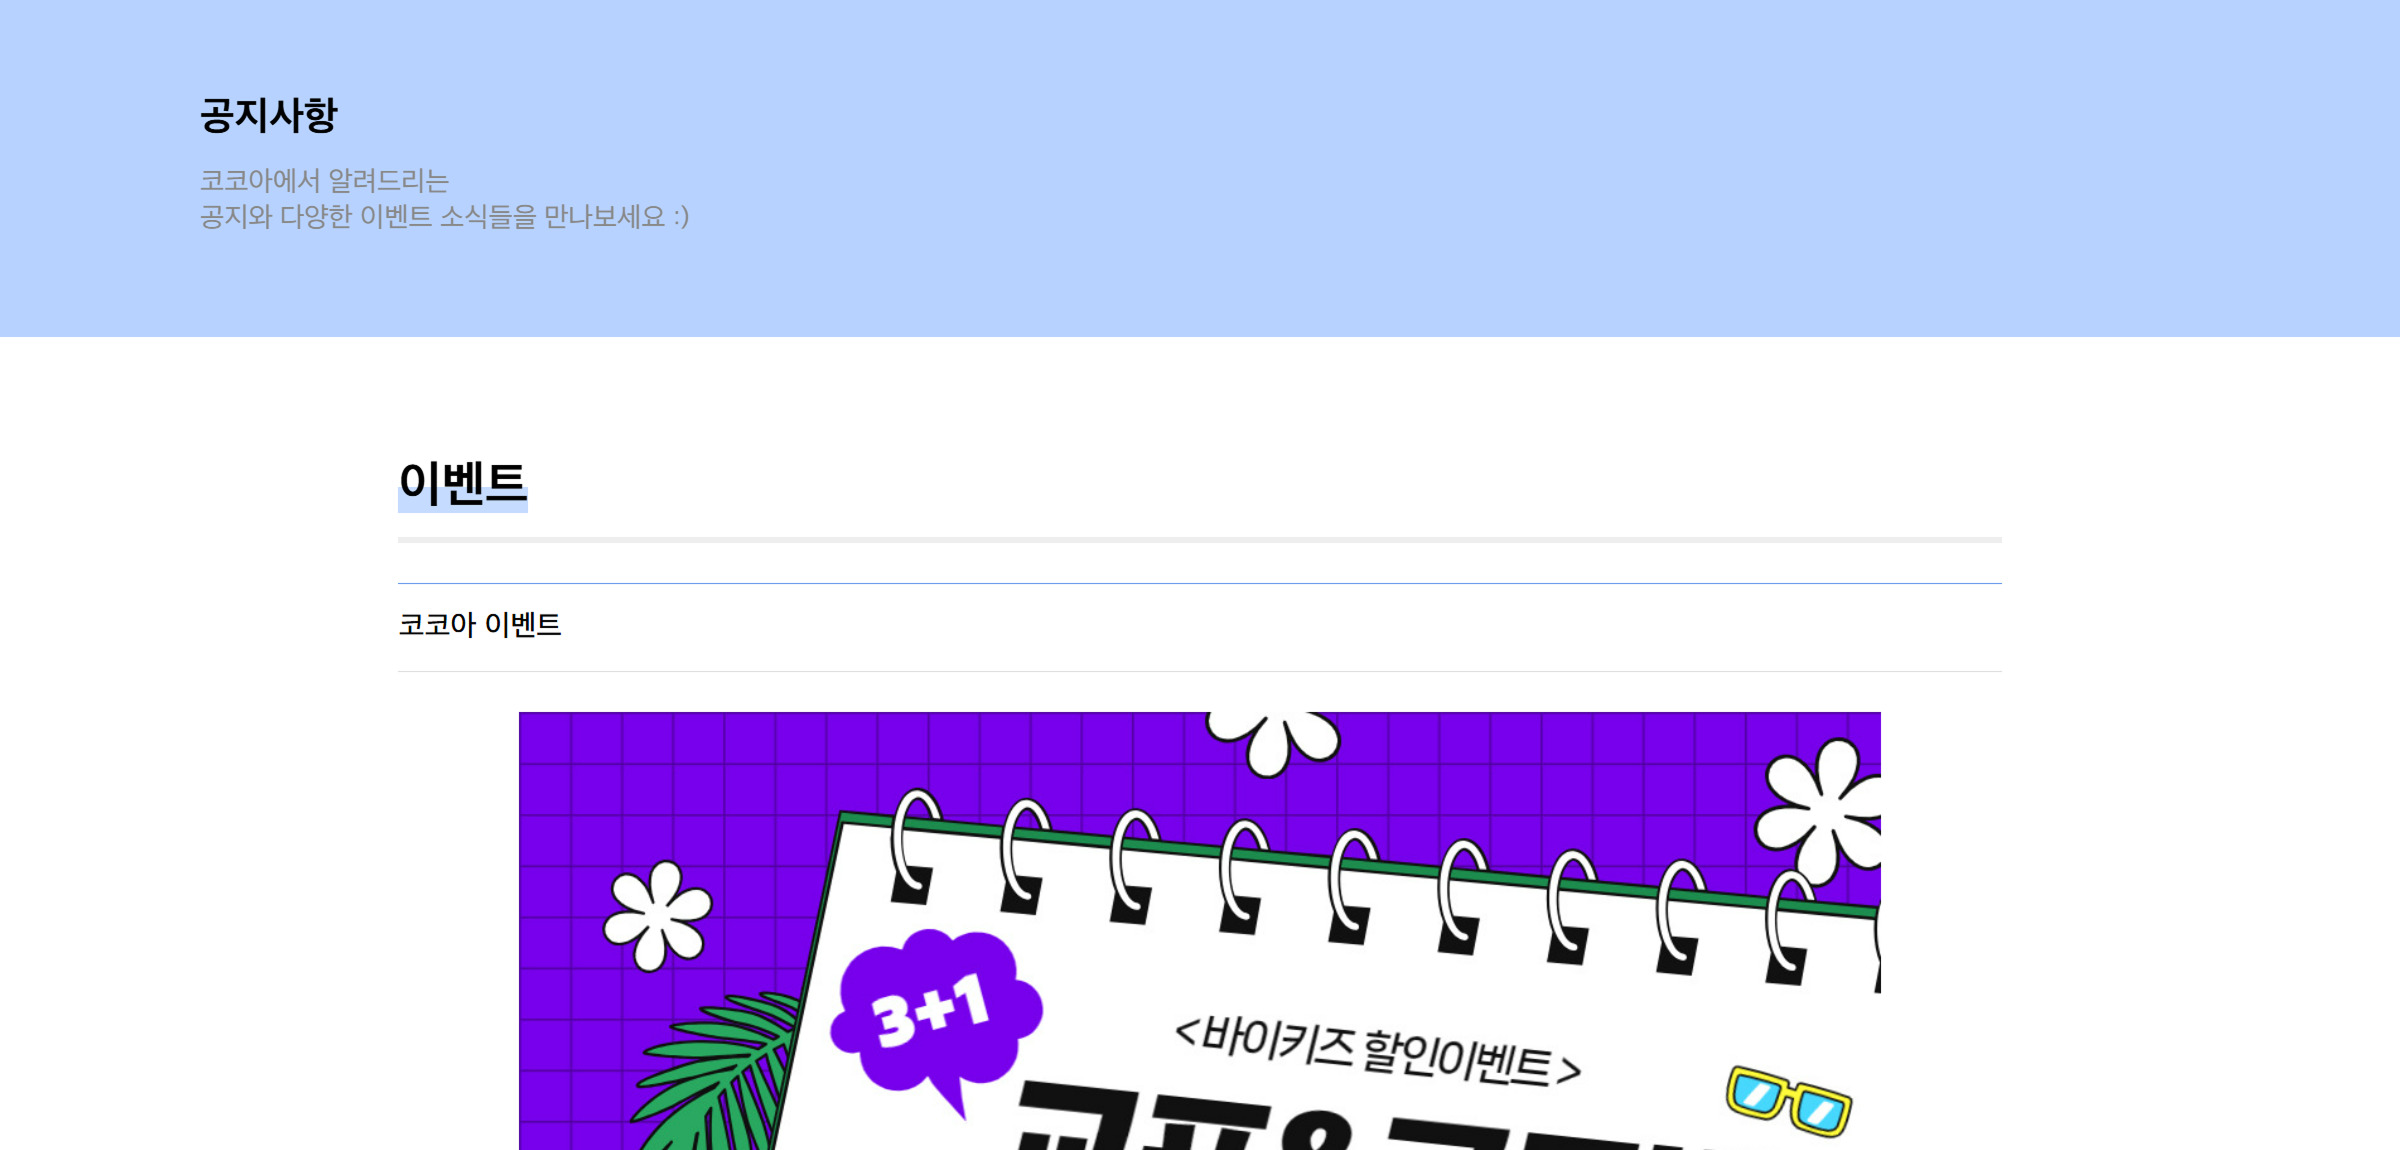 공지사항
코코아에서 알려드리는
공지와 다양한 이벤트 소식들을 만나보세요 :)
이벤트
코코아 이벤트
3+1
<바이키즈 할인이벤트>